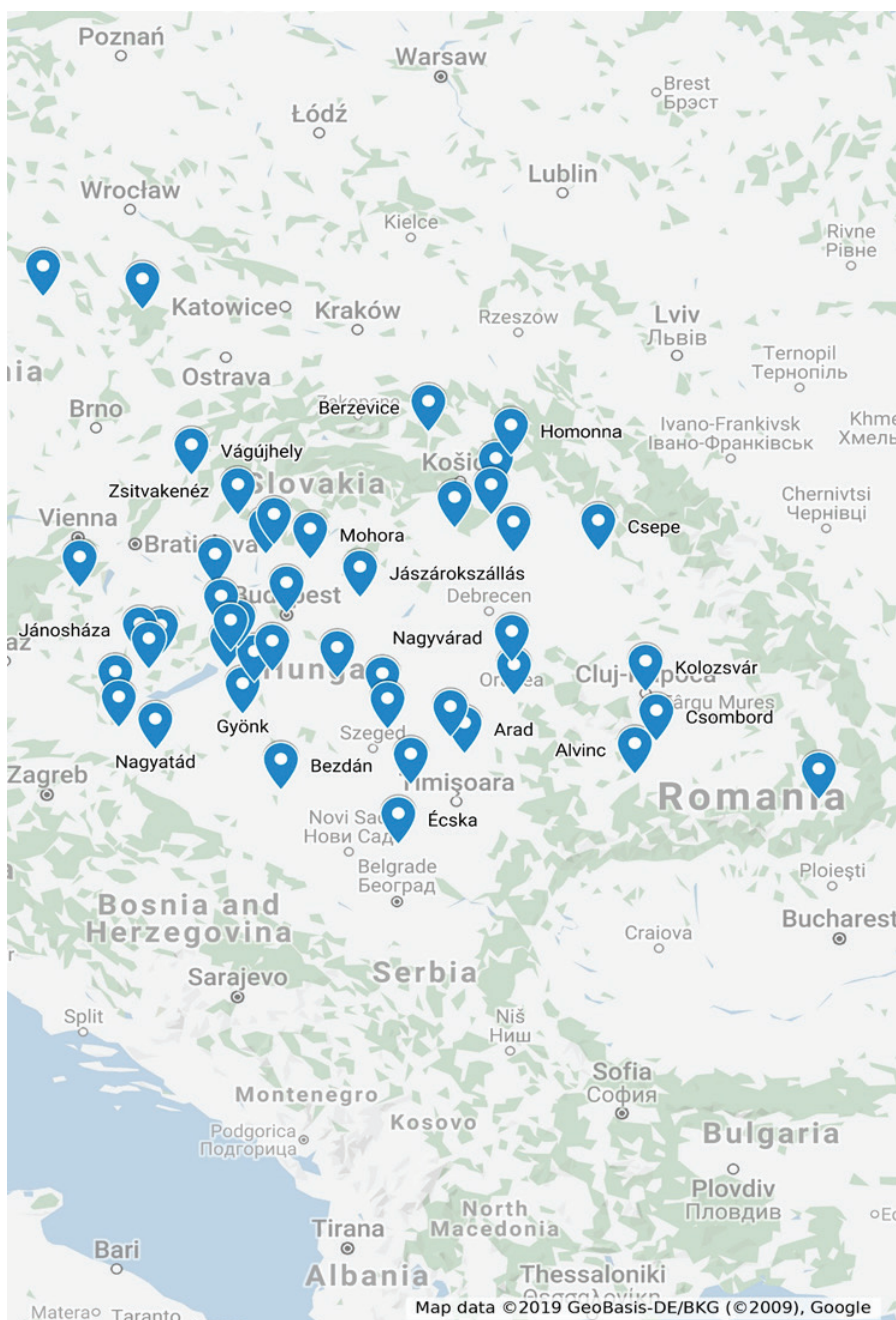 Poznań
Warsaw
Brest
Брэст
Łódź
Lublin
Wrocław
Kielce
Rivne
Рівне
Katowice
Kraków
Rzeszow
Lviv
Львів
Ternopil
Тернопіль
Ostrava
Brno
Berzevice
Homonna
Ivano-Frankivsk
Івано-Франківськ
Vágújhely
Zsitvakenéz
Slovakia
Chernivtsi
Чернівці
Vienna
Csepe
Mohora
Jászárokszállás
Budapest
Debrecen
Jánosháza
Nagyvárad
Kolozsvár
Csombord
Gyönk
Szeged
Arad
Alvinc
Nagyatád
Bezdán
Zagreb
Timișoara
Romania
Écska
Нови Сад
Belgrade
Београд
Ploiești
Bosnia and
Herzegovina
Bucharest
Craiova
Serbia
Sarajevo
Split
Niš
Ниш
Sofia
София
Montenegro
Kosovo
Podgorica
Подгорица
Bulgaria
Plovdiv
Пловдив
North
Macedonia
Tirana
Bari
Albania
Thessaloniki
Matera
Taranto
Map data ©2019 GeoBasis-DE/BKG (©2009), Google